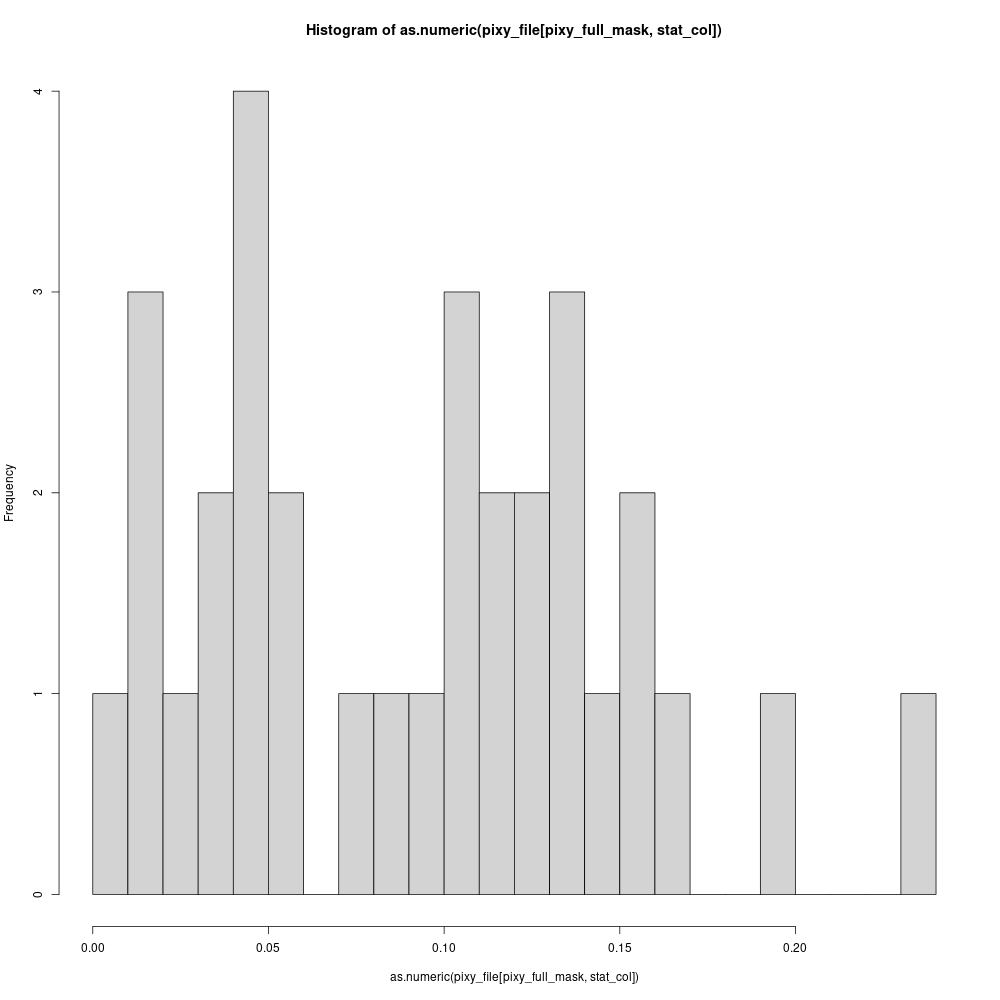 Histogram of as.numeric(pixy_file[pixy_full_mask, stat_col])
Frequency
4
3
2
1
0
0.00 0.05 0.10 0.15 0.20
as.numeric(pixy_file[pixy_full_mask, stat_col])